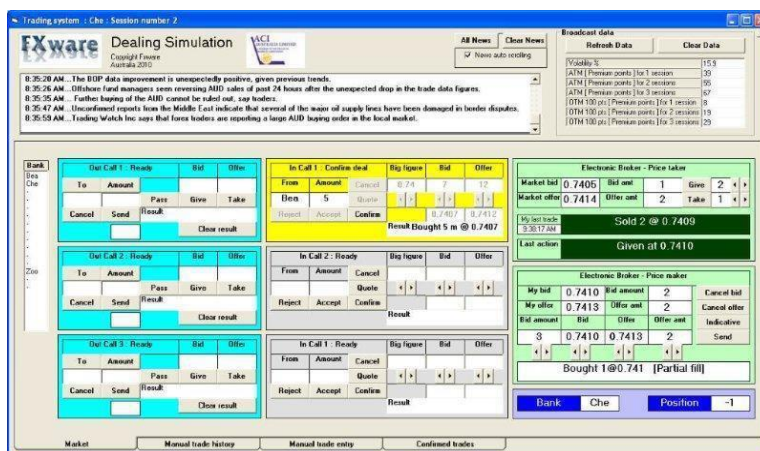 Trading system : Che : Session number 2
FXware
Dealing Simulation
Copyright Fxware
Australia 2010
ACI
All News
Clear News
News auto scrolling
8:35:20 AM...The BOP data improvement is unexpectedly positive, given previous trends.
8:35:26 AM...Offshore fund managers seen reversing AUD sales of past 24 hours after the unexpected drop in the trade data figures.
8:35:35 AM... Further buying of the AUD cannot be ruled out, say traders.
8:35:47 AM...Unconfirmed reports from the Middle East indicate that several of the major oil supply lines have been damaged in border disputes.
8:35:59 AM...Trading Watch Inc says that forex traders are reporting a large AUD buying order in the local market.
Broadcast data
Refresh Data
Clear Data
Volatility % 15.9
ATM [ Premium points ] for 1 session 39
ATM [ Premium points ] for 2 sessions 55
ATM [ Premium points ] for 3 sessions 67
OTM 100 pts [ Premium points ] for 1 session 8
OTM 100 pts [ Premium points ] for 2 sessions 19
OTM 100 pts [ Premium points ] for 3 sessions 29
Bank
Bea
Che
Zoo
Out Call 1 : Ready Bid Offer
To Amount
Pass Give Take
Cancel Send Result
Clear result
Out Call 2 : Ready Bid Offer
To Amount
Pass Give Take
Cancel Send Result
Clear result
Out Call 3 : Ready Bid Offer
To Amount
Pass Give Take
Cancel Send Result
Clear result
In Call 1 : Confirm deal Big figure Bid Offer
From Amount Cancel 0.74 7 12
Bea 5 Quote
Reject Accept Confirm 0.7407 0.7412
Result Bought 5 m @ 0.7407
In Call 2 : Ready Big figure Bid Offer
From Amount Cancel
Quote
Reject Accept Confirm
Result
In Call 1 : Ready Big figure Bid Offer
From Amount Cancel
Quote
Reject Accept Confirm
Result
Electronic Broker - Price taker
Market bid 0.7405 Bid amt 1 Give 2
Market offer 0.7414 Offer amt 2 Take 1
My last trade
9:38:17 AM
Sold 2 @ 0.7409
Last action
Given at 0.7410
Electronic Broker - Price maker
My bid 0.7410 Bid amount 2 Cancel bid
My offer 0.7413 Offer amt 2 Cancel offer
Bid amount Bid Offer Offer amt Indicative
3 0.7410 0.7413 2 Send
Bought 1@0.741 [Partial fill]
Bank Che Position -1
Market
Manual trade history
Manual trade entry
Confirmed trades